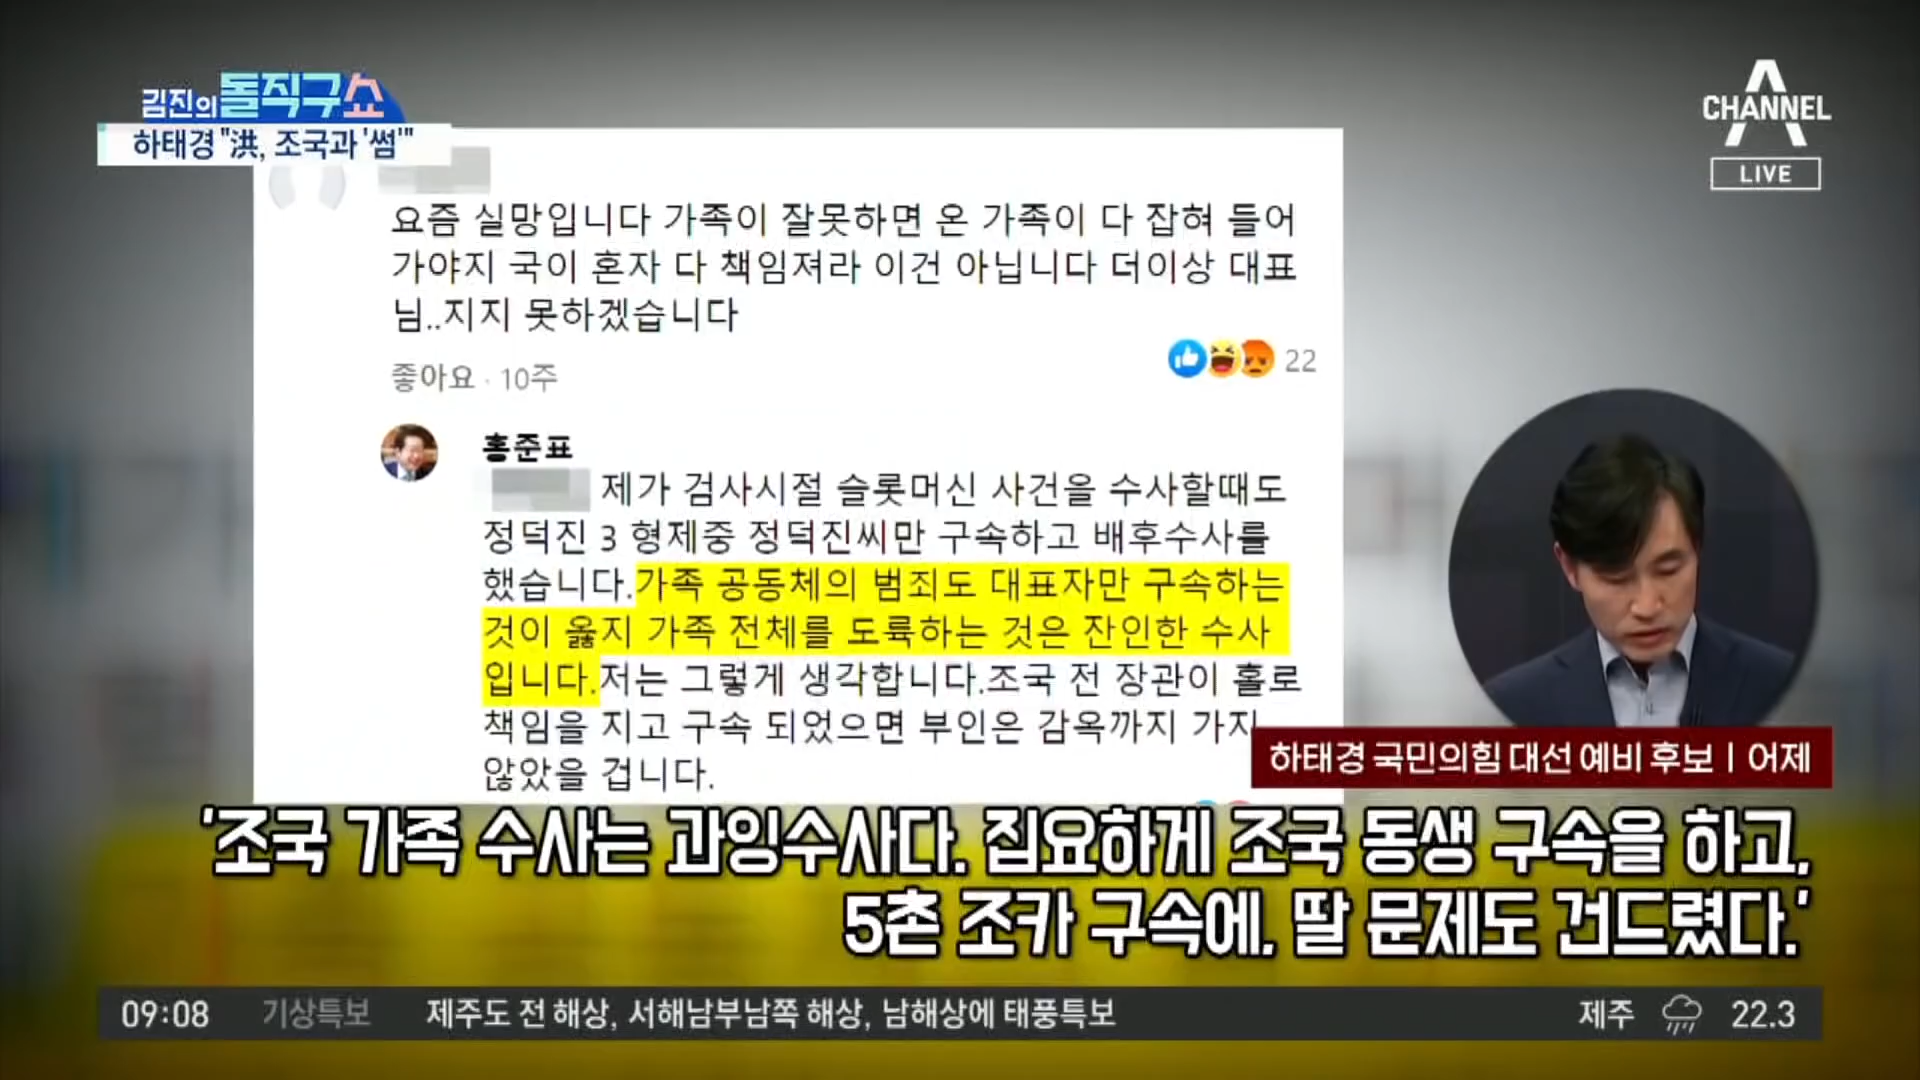 김진의 돌직구쇼
하태경 "洪, 조국과 '썸'"
CHANNEL A
LIVE
요즘 실망입니다 가족이 잘못하면 온 가족이 다 잡혀 들어
가야지 국이 혼자 다 책임져라 이건 아닙니다 더이상 대표
님..지지 못하겠습니다
좋아요 · 10주
22
홍준표
제가 검사시절 슬롯머신 사건을 수사할때도
정덕진 3 형제중 정덕진씨만 구속하고 배후수사를
했습니다.가족 공동체의 범죄도 대표자만 구속하는
것이 옳지 가족 전체를 도륙하는 것은 잔인한 수사
입니다.저는 그렇게 생각합니다.조국 전 장관이 홀로
책임을 지고 구속 되었으면 부인은 감옥까지 가지
않았을 겁니다.
하태경 국민의힘 대선 예비 후보 | 어제
'조국 가족 수사는 과잉수사다. 집요하게 조국 동생 구속을 하고,
5촌 조카 구속에, 딸 문제도 건드렸다.'
09:08 기상특보 제주도 전 해상, 서해남부남쪽 해상, 남해상에 태풍특보 제주 22.3